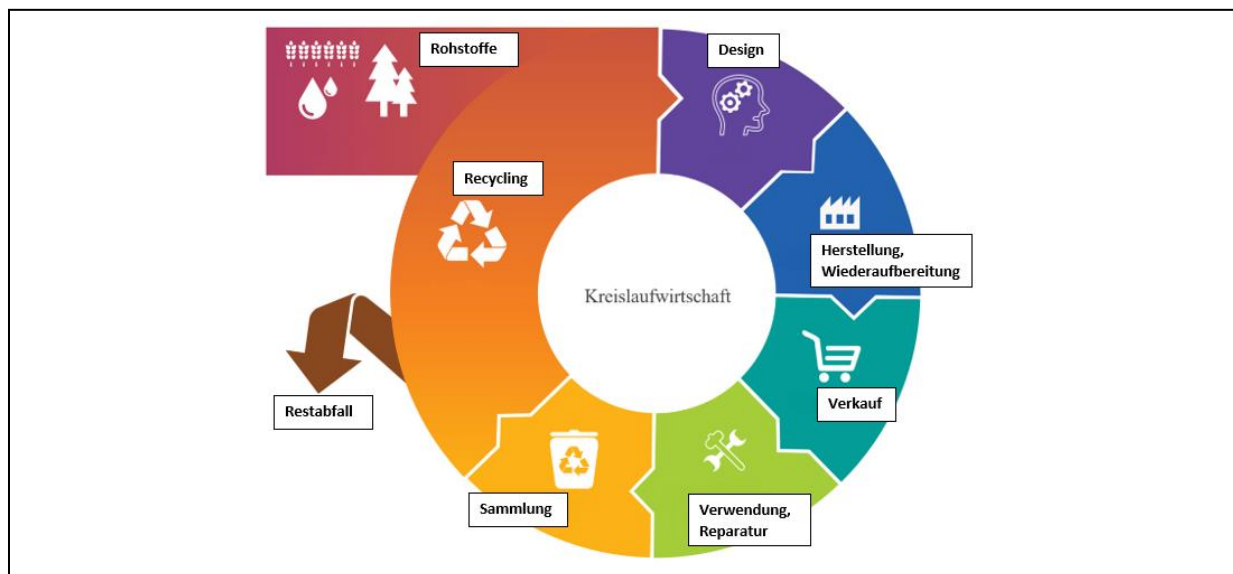 Rohstoffe
Design
Recycling
Herstellung,
Wiederaufbereitung
Kreislaufwirtschaft
Verkauf
Restabfall
Sammlung
Verwendung,
Reparatur